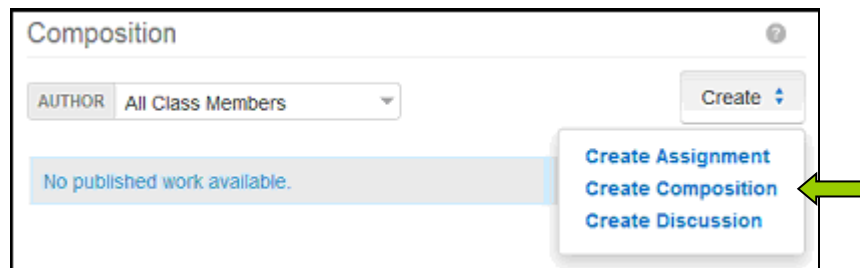 Composition
AUTHOR All Class Members
Create
Create Assignment
No published work available.
Create Composition
Create Discussion